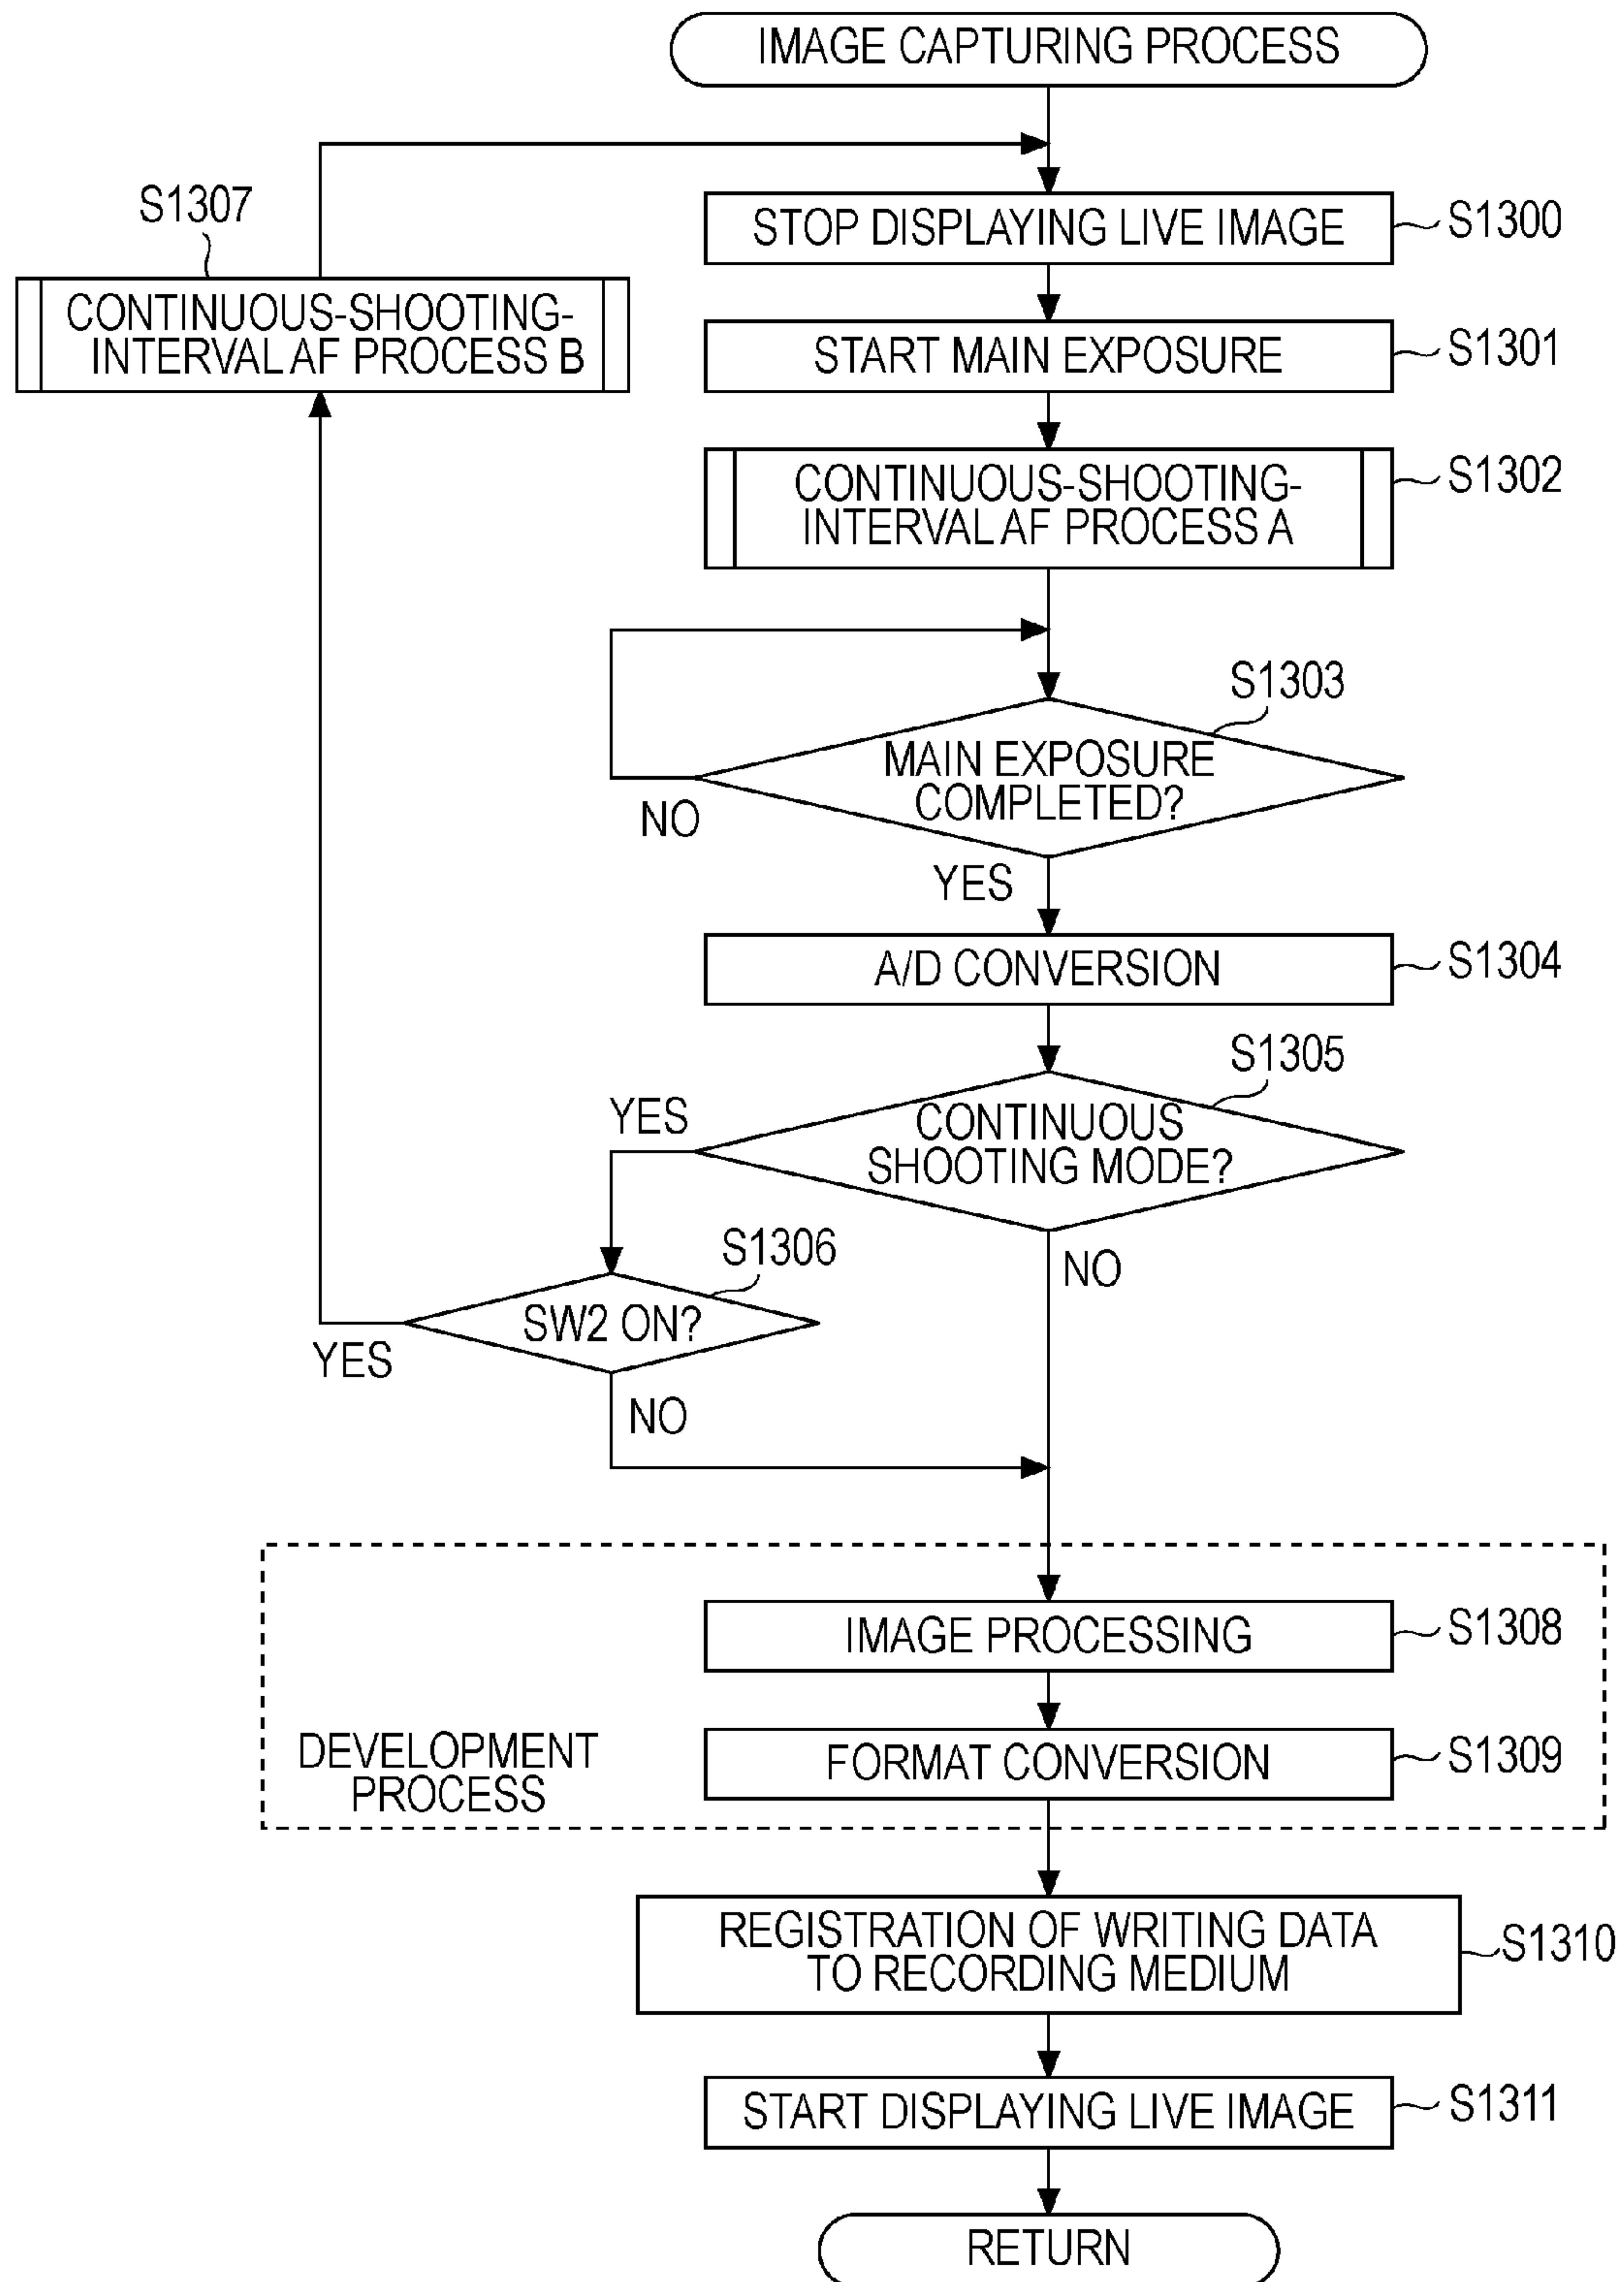 IMAGE CAPTURING PROCESS
S1307
STOP DISPLAYING LIVE IMAGE
S1300
CONTINUOUS-SHOOTING-
INTERVAL AF PROCESS B
START MAIN EXPOSURE
S1301
CONTINUOUS-SHOOTING-
INTERVAL AF PROCESS A
S1302
S1303
MAIN EXPOSURE
COMPLETED?
NO
YES
A/D CONVERSION
S1304
S1305
YES
CONTINUOUS
SHOOTING MODE?
S1306
NO
SW2 ON?
YES
NO
IMAGE PROCESSING
S1308
DEVELOPMENT
PROCESS
FORMAT CONVERSION
S1309
REGISTRATION OF WRITING DATA
TO RECORDING MEDIUM
S1310
START DISPLAYING LIVE IMAGE
S1311
RETURN